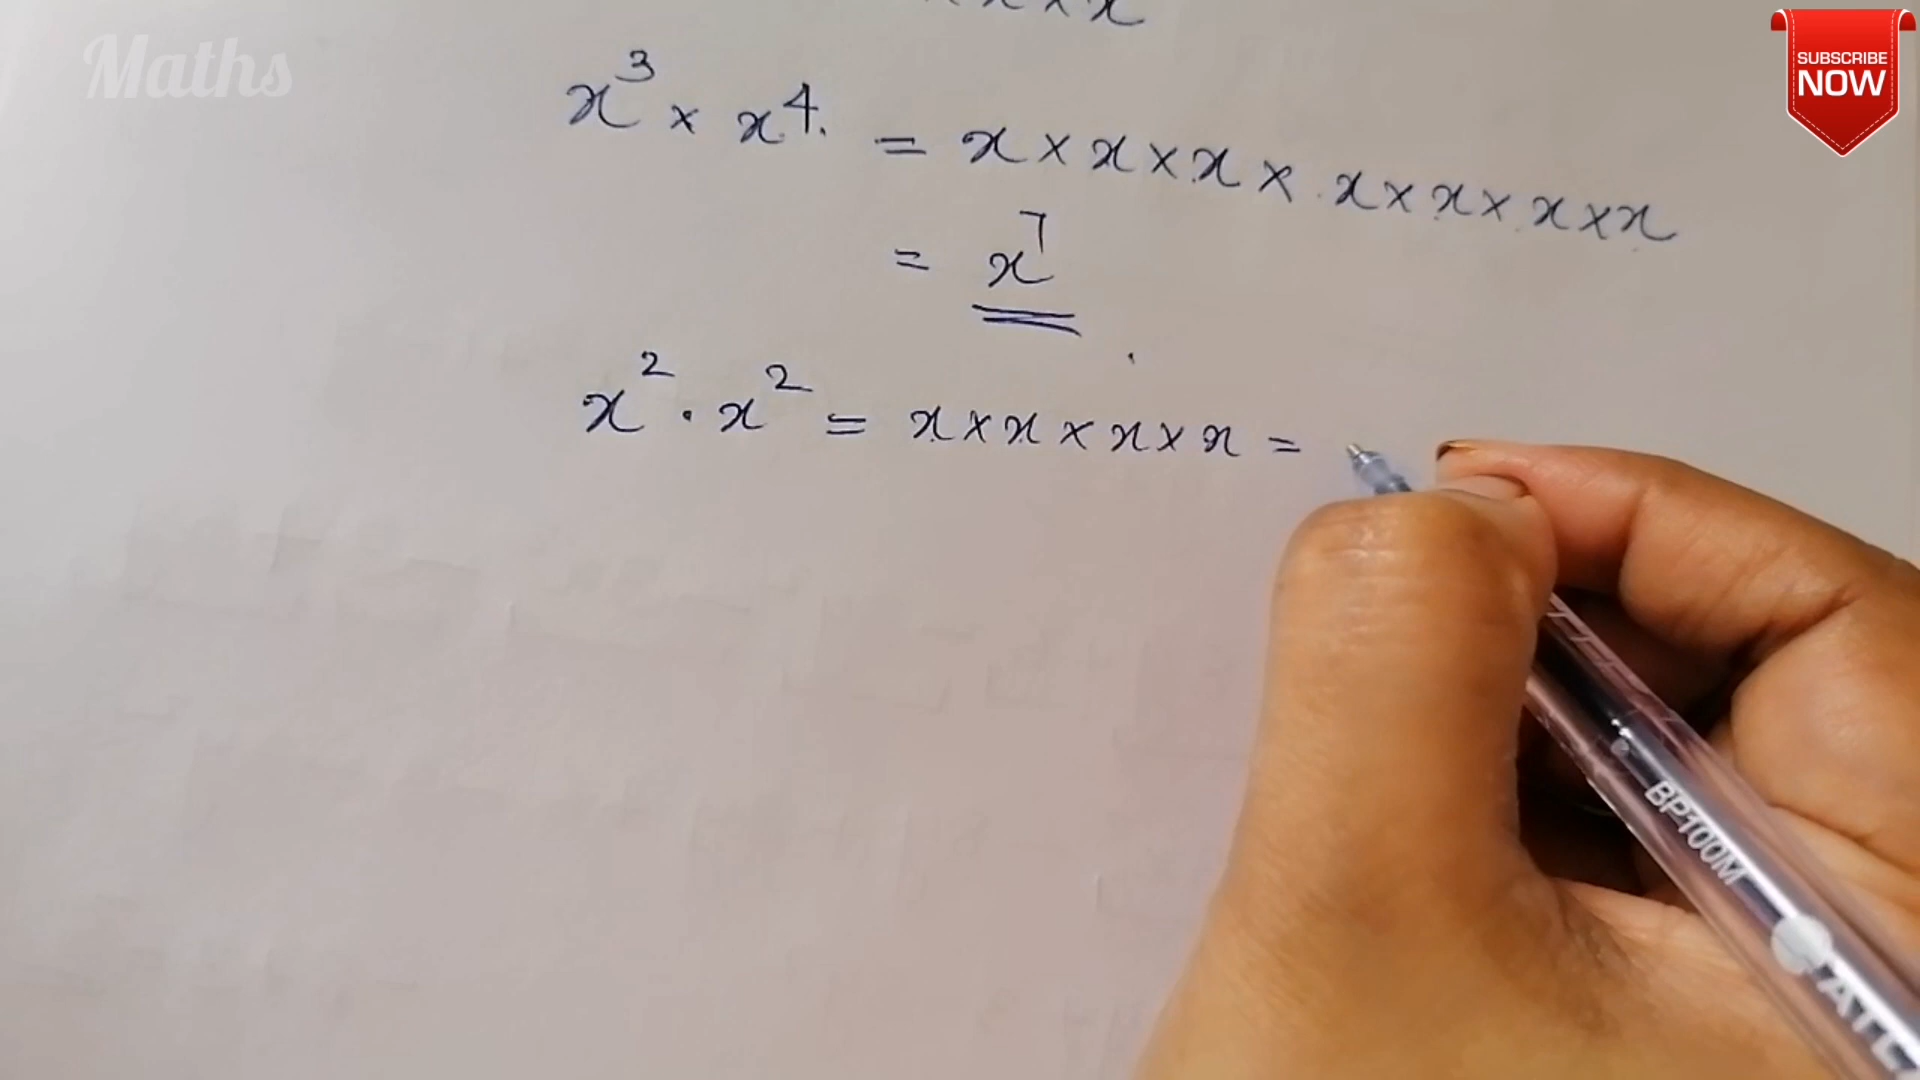 Maths
SUBSCRIBE
NOW
x³ × x⁴. = x × x × x × x × x × x × x
= x⁷
x² · x² = x × x × x × x =
BP100M